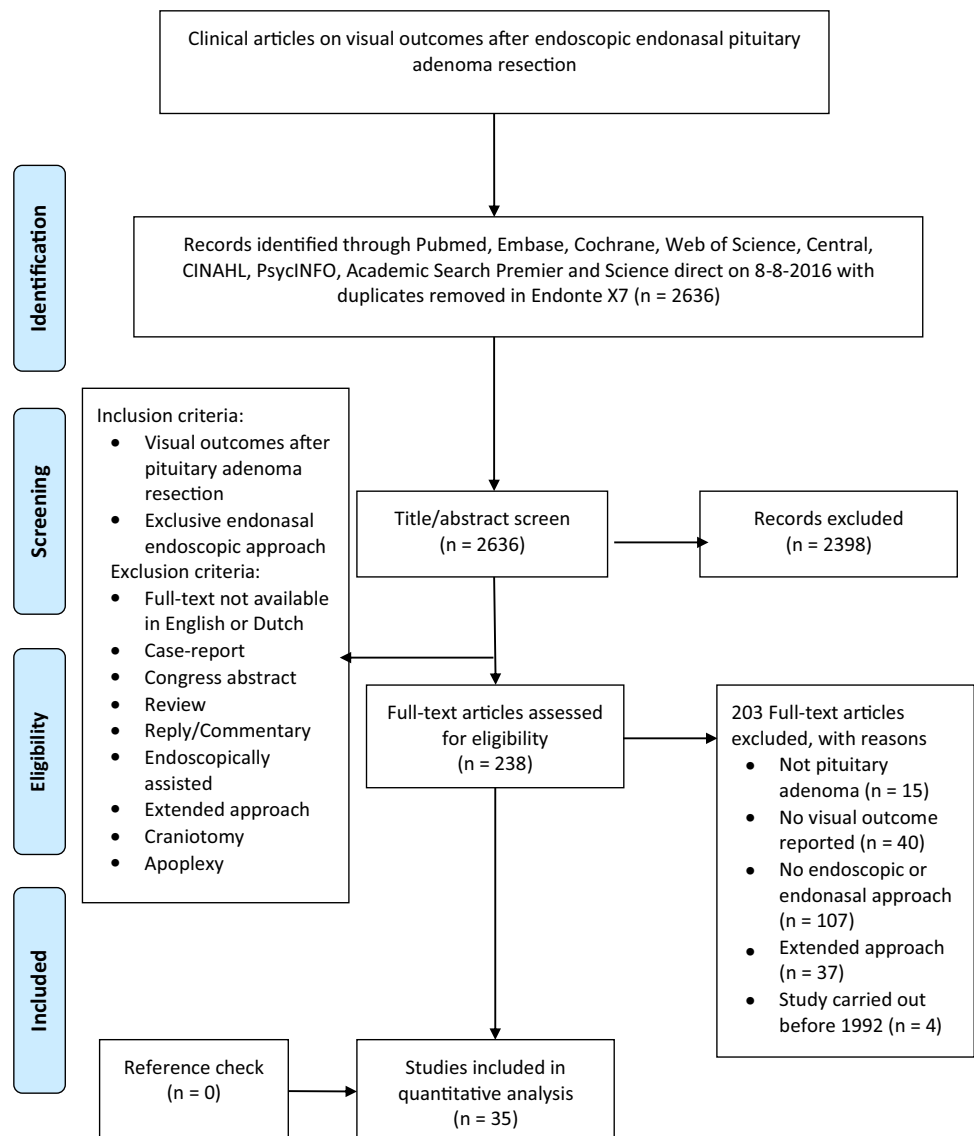 Clinical articles on visual outcomes after endoscopic endonasal pituitary
adenoma resection
Identification
Records identified through Pubmed, Embase, Cochrane, Web of Science, Central,
CINAHL, PsycINFO, Academic Search Premier and Science direct on 8-8-2016 with
duplicates removed in Endonte X7 (n = 2636)
Screening
Inclusion criteria:
• Visual outcomes after
pituitary adenoma
resection
• Exclusive endonasal
endoscopic approach
Exclusion criteria:
• Full-text not available
in English or Dutch
• Case-report
• Congress abstract
• Review
• Reply/Commentary
• Endoscopically
assisted
• Extended approach
• Craniotomy
• Apoplexy
Title/abstract screen
(n = 2636)
Records excluded
(n = 2398)
Eligibility
Full-text articles assessed
for eligibility
(n = 238)
203 Full-text articles
excluded, with reasons
• Not pituitary
adenoma (n = 15)
• No visual outcome
reported (n = 40)
• No endoscopic or
endonasal approach
(n = 107)
• Extended approach
(n = 37)
• Study carried out
before 1992 (n = 4)
Included
Reference check
(n = 0)
Studies included in
quantitative analysis
(n = 35)